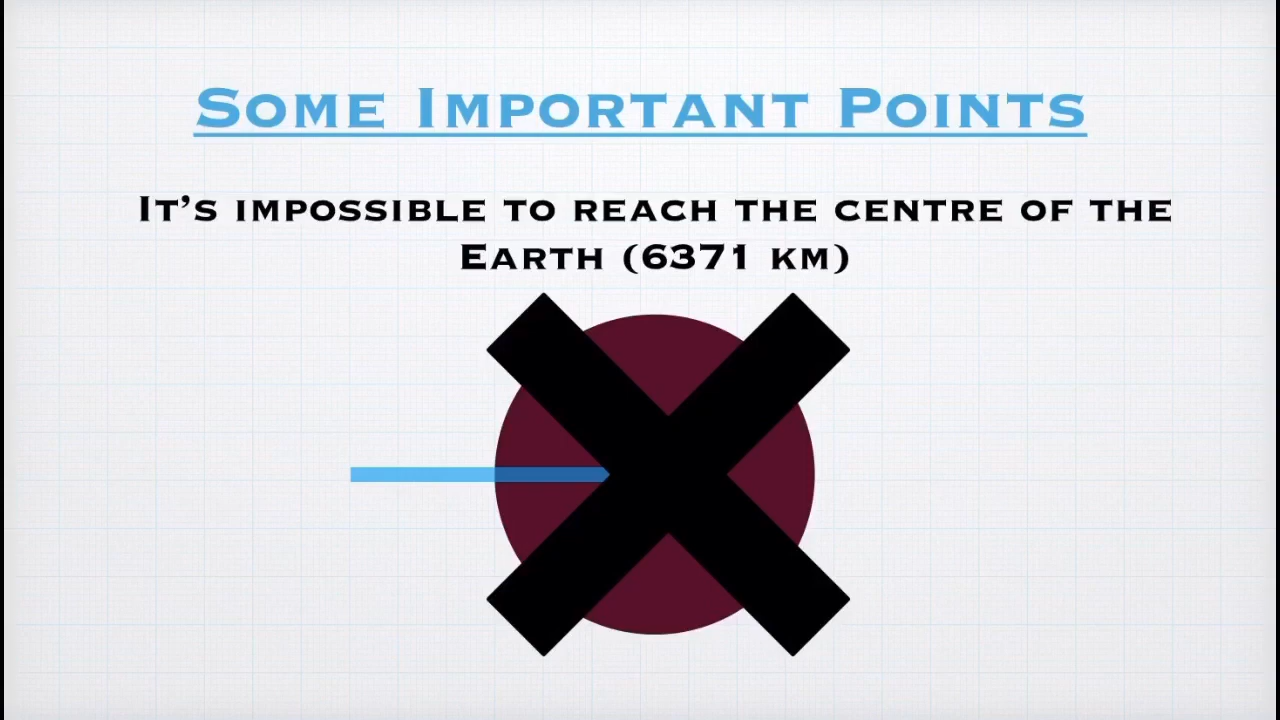 Some Important Points
It's impossible to reach the centre of the
Earth (6371 km)